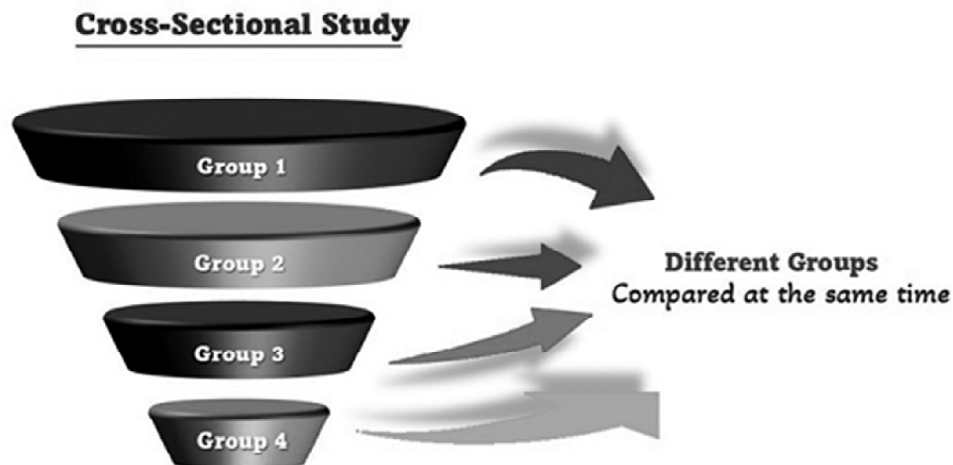 Cross-Sectional Study
Group 1
Group 2
Group 3
Group 4
Different Groups
Compared at the same time